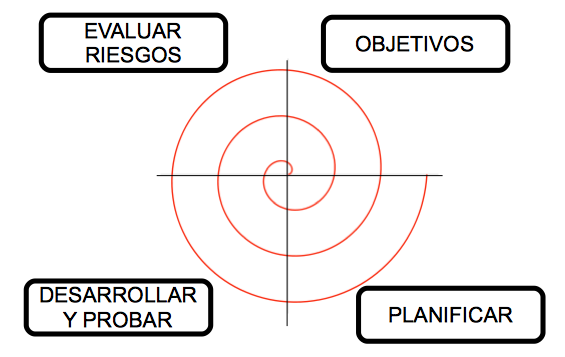 EVALUAR
RIESGOS
OBJETIVOS
DESARROLLAR
Y PROBAR
PLANIFICAR